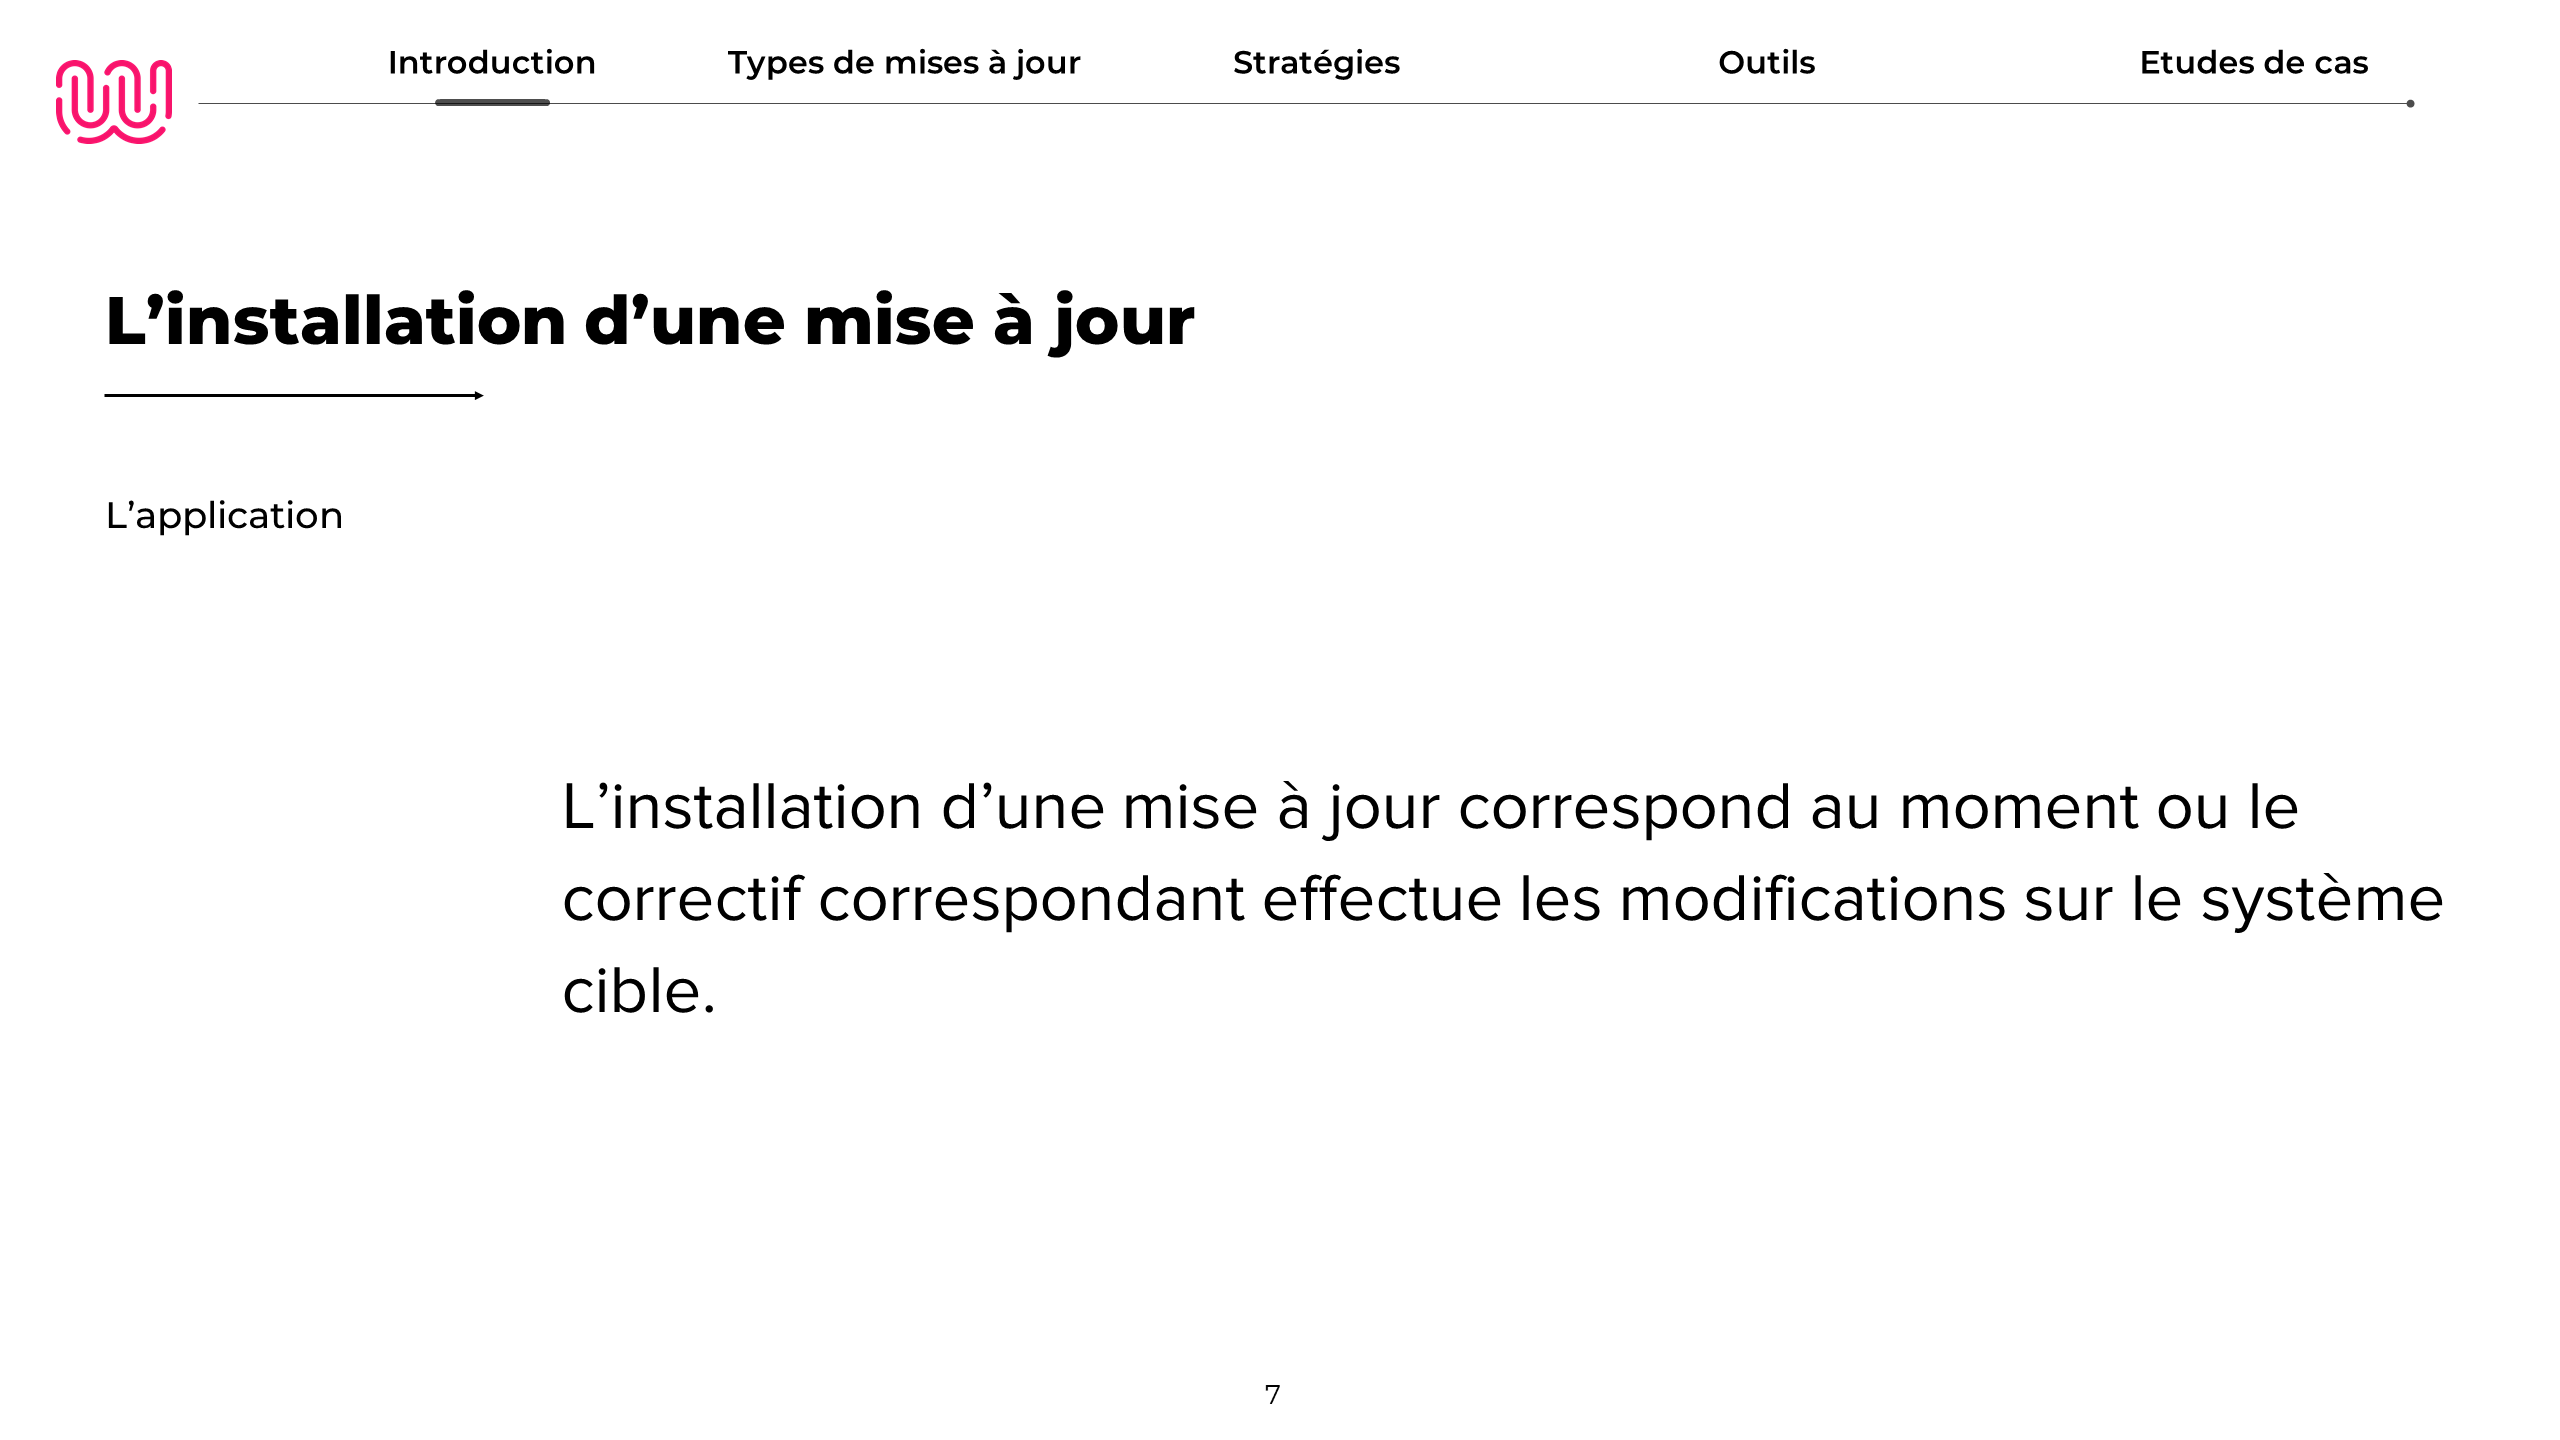 Introduction
Types de mises à jour
Stratégies
Outils
Etudes de cas
L’installation d’une mise à jour
L’application
L’installation d’une mise à jour correspond au moment ou le
correctif correspondant effectue les modifications sur le système
cible.
7